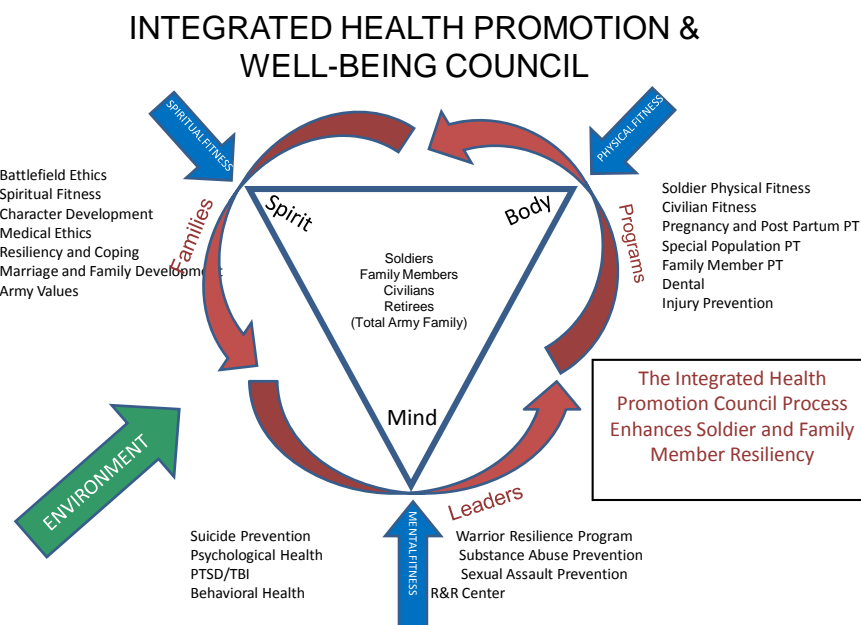 INTEGRATED HEALTH PROMOTION &
WELL-BEING COUNCIL
SPIRITUAL FITNESS
PHYSICAL FITNESS
Battlefield Ethics
Spiritual Fitness
Character Development
Medical Ethics
Resiliency and Coping
Marriage and Family Development
Army Values
Families
Spirit
Body
Programs
Soldiers
Family Members
Civilians
Retirees
(Total Army Family)
Soldier Physical Fitness
Civilian Fitness
Pregnancy and Post Partum PT
Special Population PT
Family Member PT
Dental
Injury Prevention
Mind
The Integrated Health
Promotion Council Process
Enhances Soldier and Family
Member Resiliency
ENVIRONMENT
Leaders
MENTAL FITNESS
Suicide Prevention
Psychological Health
PTSD/TBI
Behavioral Health
Warrior Resilience Program
Substance Abuse Prevention
Sexual Assault Prevention
R&R Center